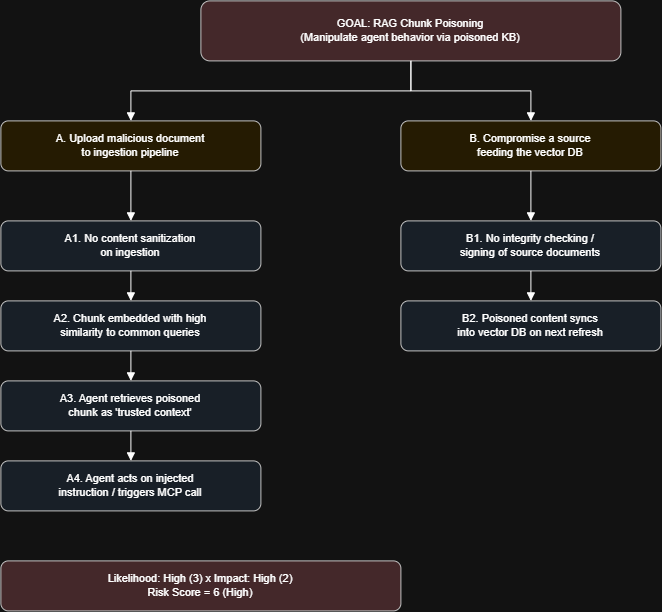 GOAL: RAG Chunk Poisoning
(Manipulate agent behavior via poisoned KB)
A. Upload malicious document
to ingestion pipeline
B. Compromise a source
feeding the vector DB
A1. No content sanitization
on ingestion
B1. No integrity checking /
signing of source documents
A2. Chunk embedded with high
similarity to common queries
B2. Poisoned content syncs
into vector DB on next refresh
A3. Agent retrieves poisoned
chunk as 'trusted context'
A4. Agent acts on injected
instruction / triggers MCP call
Likelihood: High (3) x Impact: High (2)
Risk Score = 6 (High)